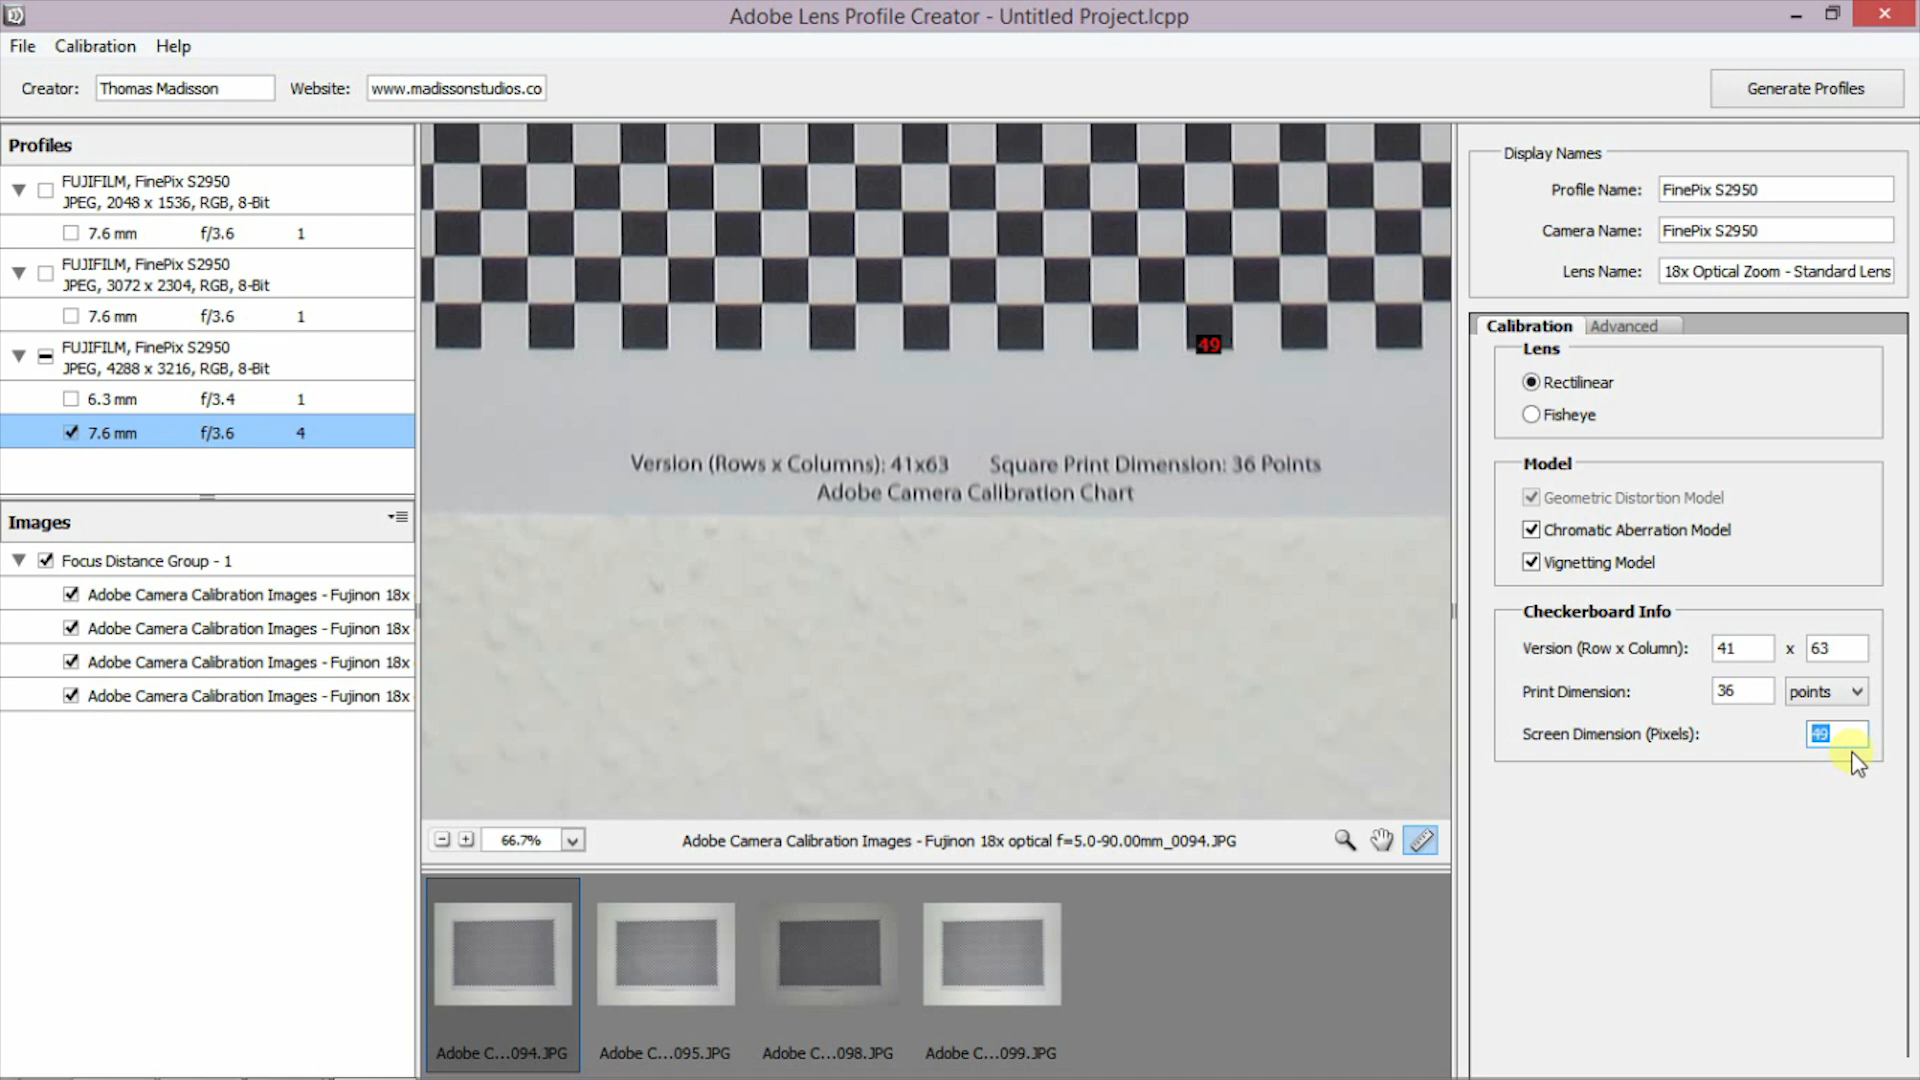 Adobe Lens Profile Creator - Untitled Project.lcpp
File Calibration Help
Creator: Thomas Madisson Website: www.madissonstudios.co
Generate Profiles
Profiles
FUJIFILM, FinePix S2950
JPEG, 2048 x 1536, RGB, 8-Bit
7.6 mm f/3.6 1
FUJIFILM, FinePix S2950
JPEG, 3072 x 2304, RGB, 8-Bit
7.6 mm f/3.6 1
FUJIFILM, FinePix S2950
JPEG, 4288 x 3216, RGB, 8-Bit
6.3 mm f/3.4 1
7.6 mm f/3.6 4
Images
Focus Distance Group - 1
Adobe Camera Calibration Images - Fujinon 18x
Adobe Camera Calibration Images - Fujinon 18x
Adobe Camera Calibration Images - Fujinon 18x
Adobe Camera Calibration Images - Fujinon 18x
49
Version (Rows x Columns): 41x63 Square Print Dimension: 36 Points
Adobe Camera Calibration Chart
66.7%
Adobe Camera Calibration Images - Fujinon 18x optical f=5.0-90.00mm_0094.JPG
Adobe C...094.JPG
Adobe C...095.JPG
Adobe C...098.JPG
Adobe C...099.JPG
Display Names
Profile Name: FinePix S2950
Camera Name: FinePix S2950
Lens Name: 18x Optical Zoom - Standard Lens
Calibration Advanced
Lens
Rectilinear
Fisheye
Model
Geometric Distortion Model
Chromatic Aberration Model
Vignetting Model
Checkerboard Info
Version (Row x Column): 41 x 63
Print Dimension: 36 points
Screen Dimension (Pixels): 49